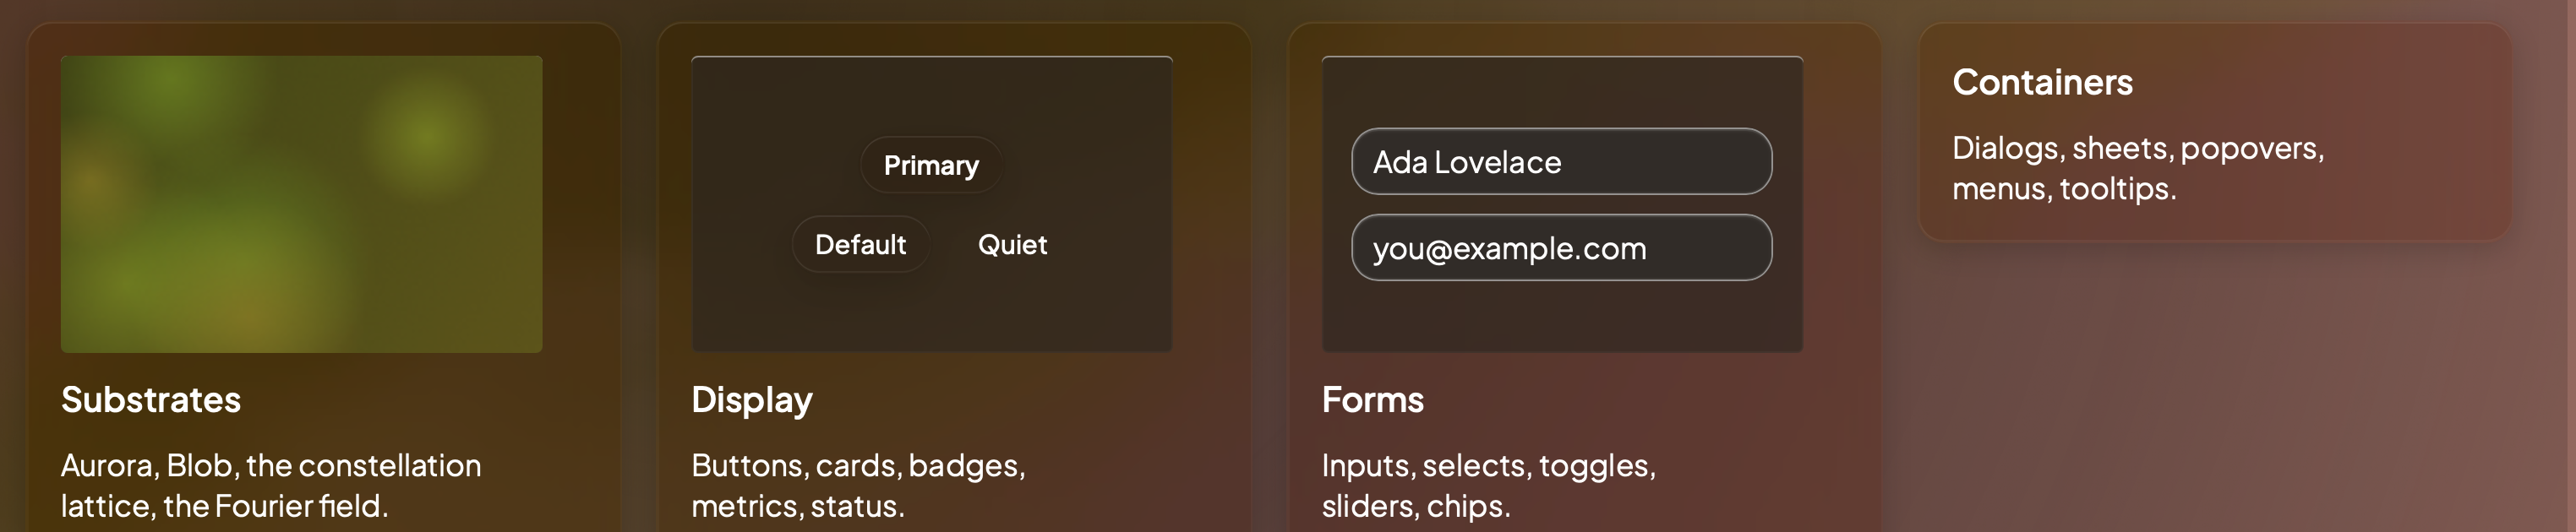 Primary
Default
Quiet
Ada Lovelace
you@example.com
Containers
Dialogs, sheets, popovers,
menus, tooltips.
Substrates
Aurora, Blob, the constellation
lattice, the Fourier field.
Display
Buttons, cards, badges,
metrics, status.
Forms
Inputs, selects, toggles,
sliders, chips.